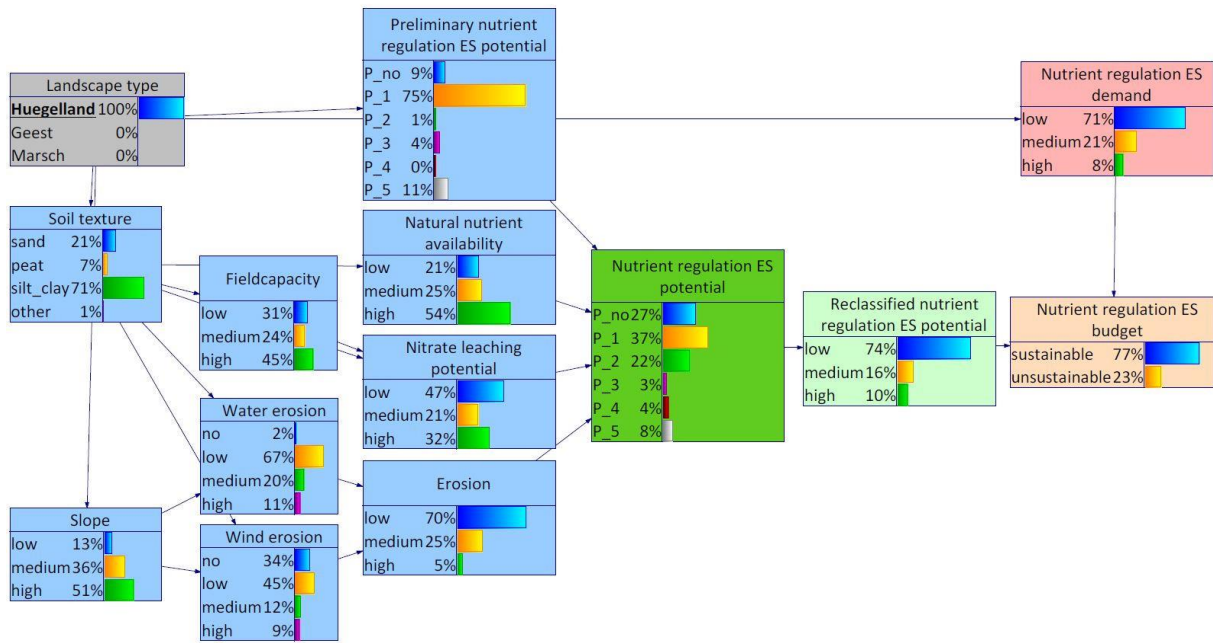 Landscape type
Huegelland 100%
Geest 0%
Marsch 0%
Soil texture
sand 21%
peat 7%
silt_clay 71%
other 1%
Slope
low 13%
medium 36%
high 51%
Fieldcapacity
low 31%
medium 24%
high 45%
Water erosion
no 2%
low 67%
medium 20%
high 11%
Wind erosion
no 34%
low 45%
medium 12%
high 9%
Preliminary nutrient
regulation ES potential
P_no 9%
P_1 75%
P_2 1%
P_3 4%
P_4 0%
P_5 11%
Natural nutrient
availability
low 21%
medium 25%
high 54%
Nitrate leaching
potential
low 47%
medium 21%
high 32%
Erosion
low 70%
medium 25%
high 5%
Nutrient regulation ES
potential
P_no 27%
P_1 37%
P_2 22%
P_3 3%
P_4 4%
P_5 8%
Reclassified nutrient
regulation ES potential
low 74%
medium 16%
high 10%
Nutrient regulation ES
demand
low 71%
medium 21%
high 8%
Nutrient regulation ES
budget
sustainable 77%
unsustainable 23%